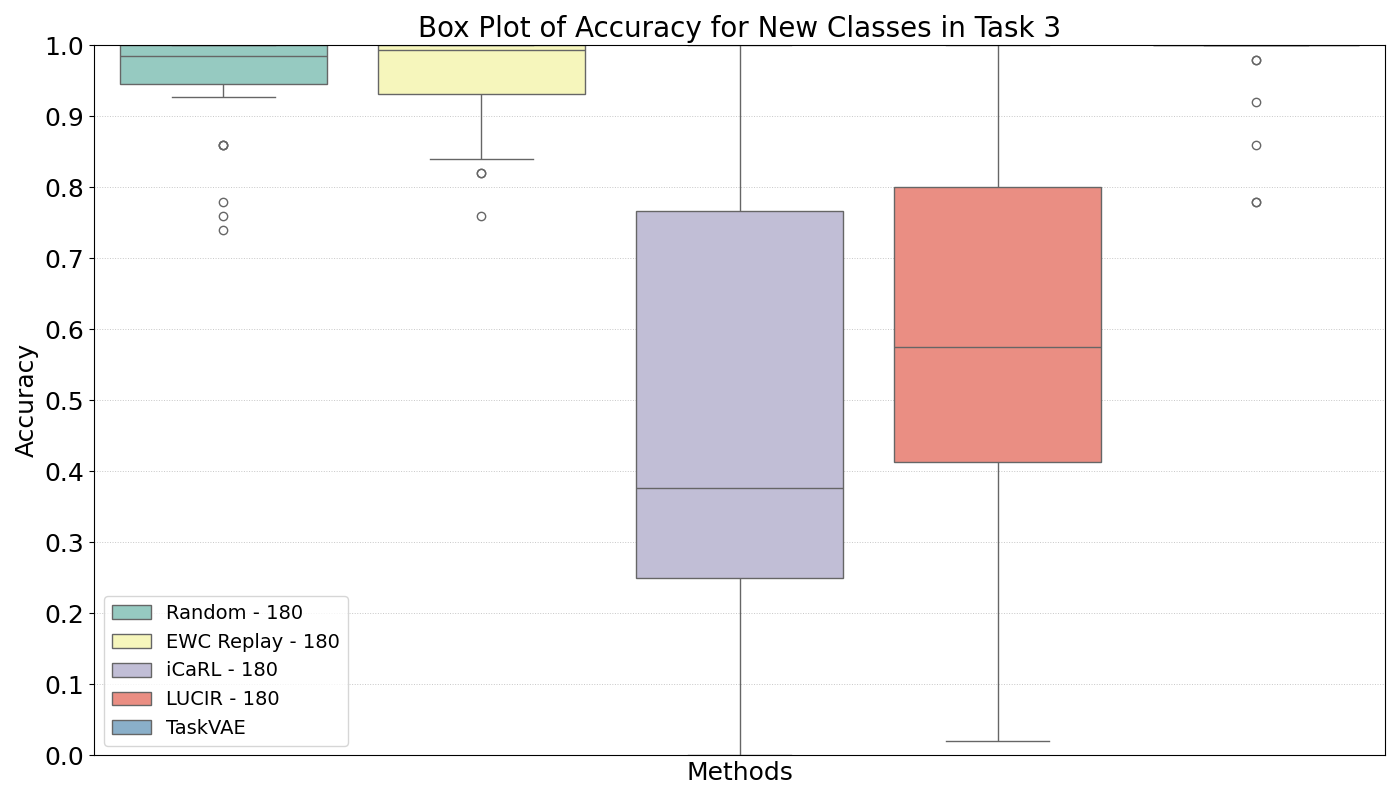 Box Plot of Accuracy for New Classes in Task 3
1.0
0.9
0.8
0.7
0.6
0.5
0.4
0.3
0.2
0.1
0.0
Accuracy
Random - 180
EWC Replay - 180
iCaRL - 180
LUCIR - 180
TaskVAE
Methods